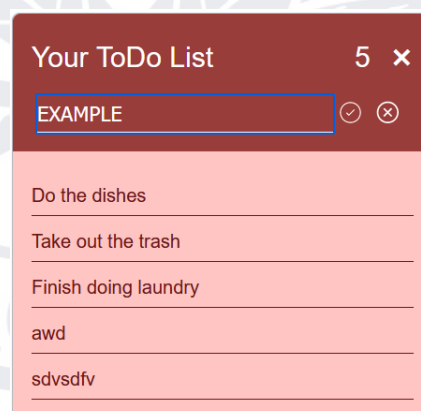 Your ToDo List 5 ×
EXAMPLE
Do the dishes
Take out the trash
Finish doing laundry
awd
sdvsdfv